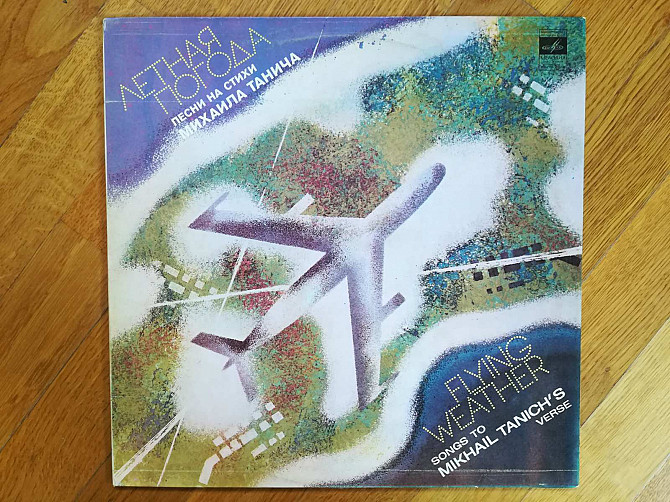 ЛЕТНАЯ
ПОГОДА
ПЕСНИ НА СТИХИ
МИХАИЛА ТАНИЧА
FLYING
WEATHER
SONGS TO
MIKHAIL TANICH'S
VERSE